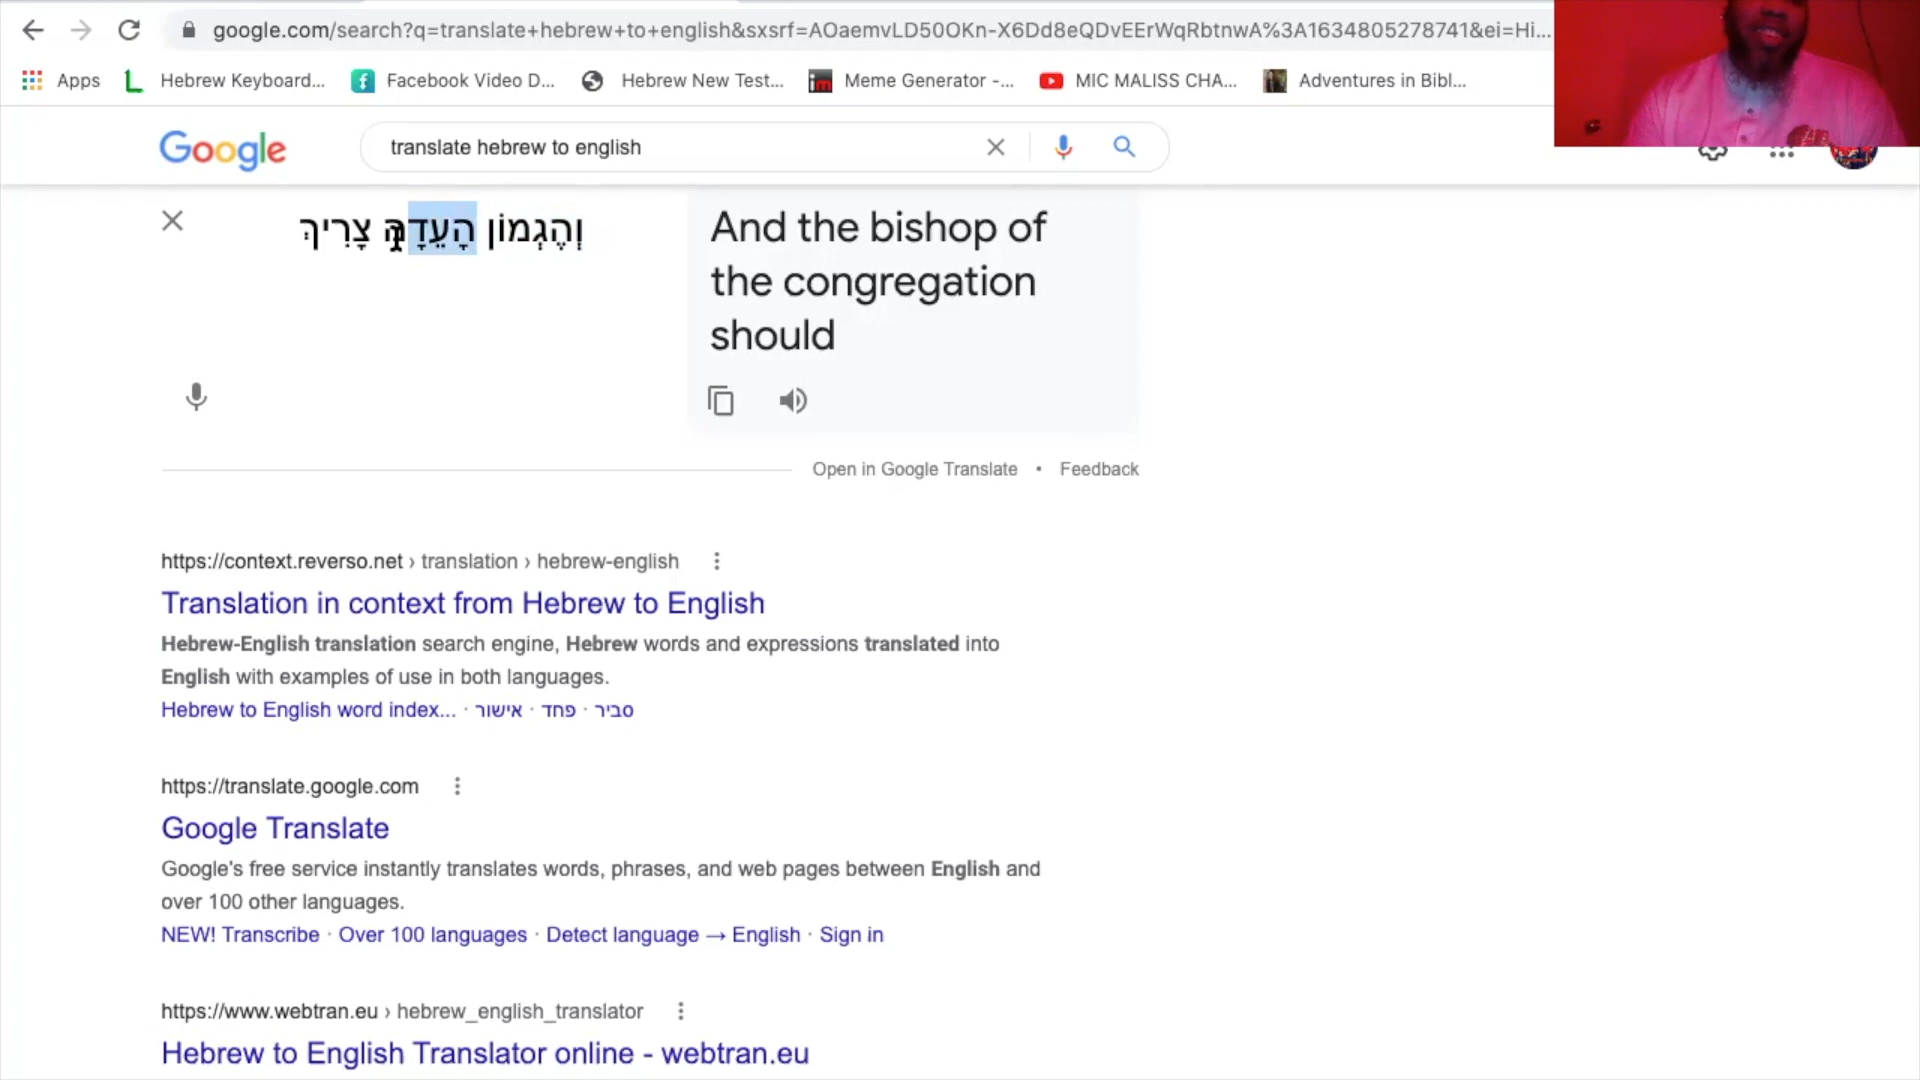 google.com/search?q=translate+hebrew+to+english&sxsrf=AOaemvLD50OKn-X6Dd8eQDvEErWqRbtnwA%3A1634805278741&ei=Hi...
Apps Hebrew Keyboard... Facebook Video D... Hebrew New Test... Meme Generator -... MIC MALISS CHA... Adventures in Bibl...
Google translate hebrew to english
וְהֶגְמוֹן הָעֵדָה צָרִיךְ
And the bishop of
the congregation
should
Open in Google Translate • Feedback
https://context.reverso.net › translation › hebrew-english
Translation in context from Hebrew to English
Hebrew-English translation search engine, Hebrew words and expressions translated into
English with examples of use in both languages.
Hebrew to English word index... · אישור · פחד · סביר
https://translate.google.com
Google Translate
Google's free service instantly translates words, phrases, and web pages between English and
over 100 other languages.
NEW! Transcribe · Over 100 languages · Detect language → English · Sign in
https://www.webtran.eu › hebrew_english_translator
Hebrew to English Translator online - webtran.eu